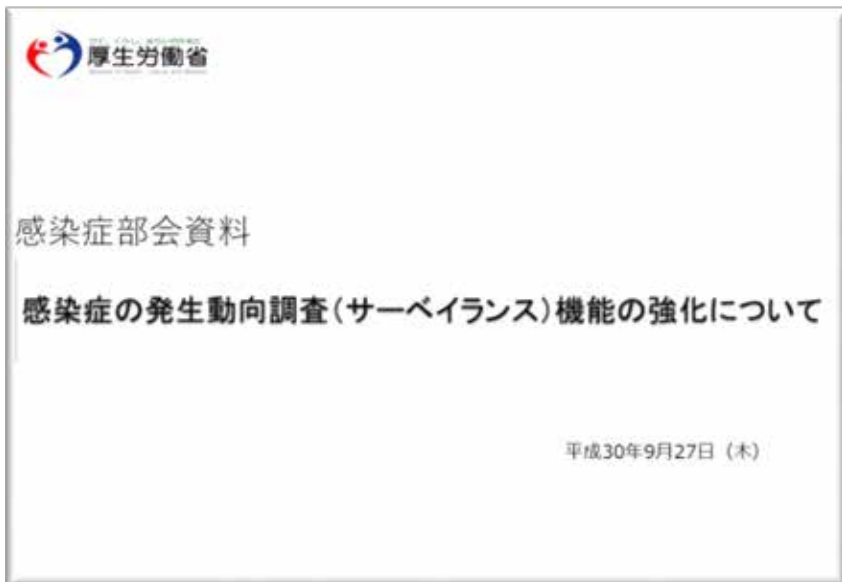 厚生労働省
感染症部会資料
感染症の発生動向調査(サーベイランス)機能の強化について
平成30年9月27日（木）